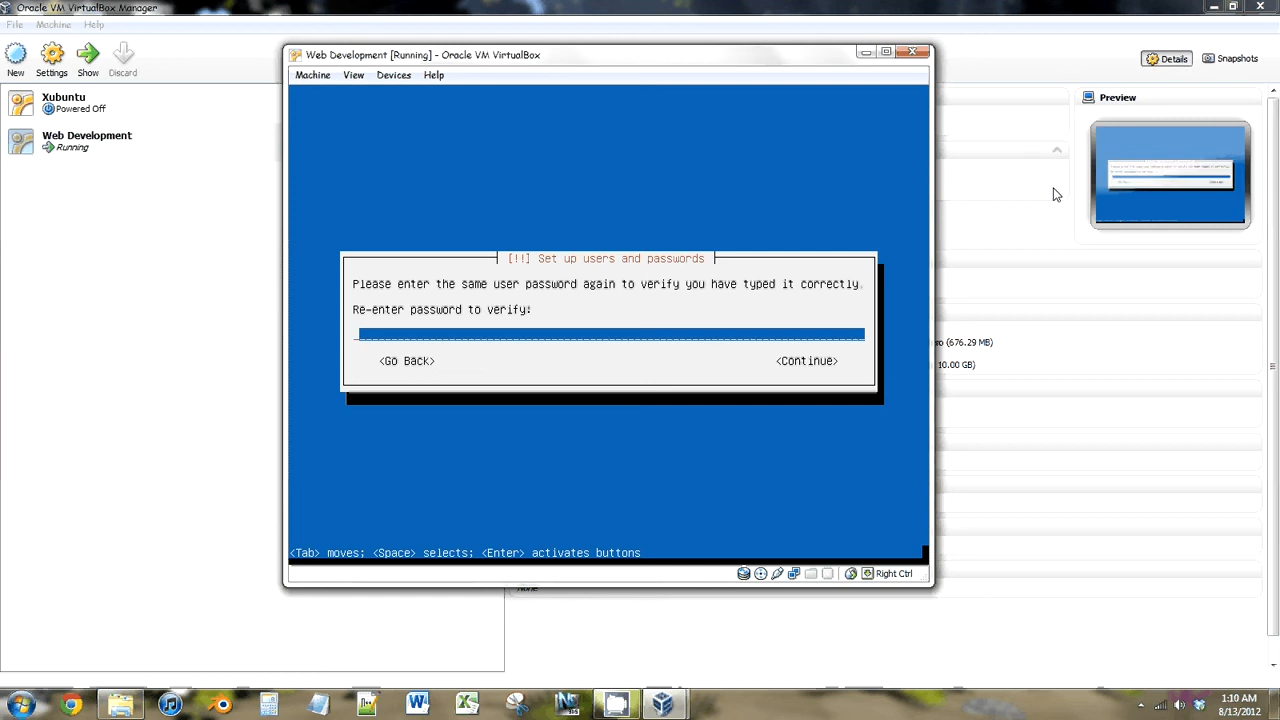 Oracle VM VirtualBox Manager
File Machine Help
New Settings Show Discard
Details Snapshots
Xubuntu
Powered Off
Web Development
Running
Web Development [Running] - Oracle VM VirtualBox
Machine View Devices Help
[!!] Set up users and passwords
Please enter the same user password again to verify you have typed it correctly.
Re-enter password to verify:
<Go Back> <Continue>
<Tab> moves; <Space> selects; <Enter> activates buttons
Right Ctrl
Preview
(676.29 MB)
10.00 GB)
None
1:10 AM
8/13/2012